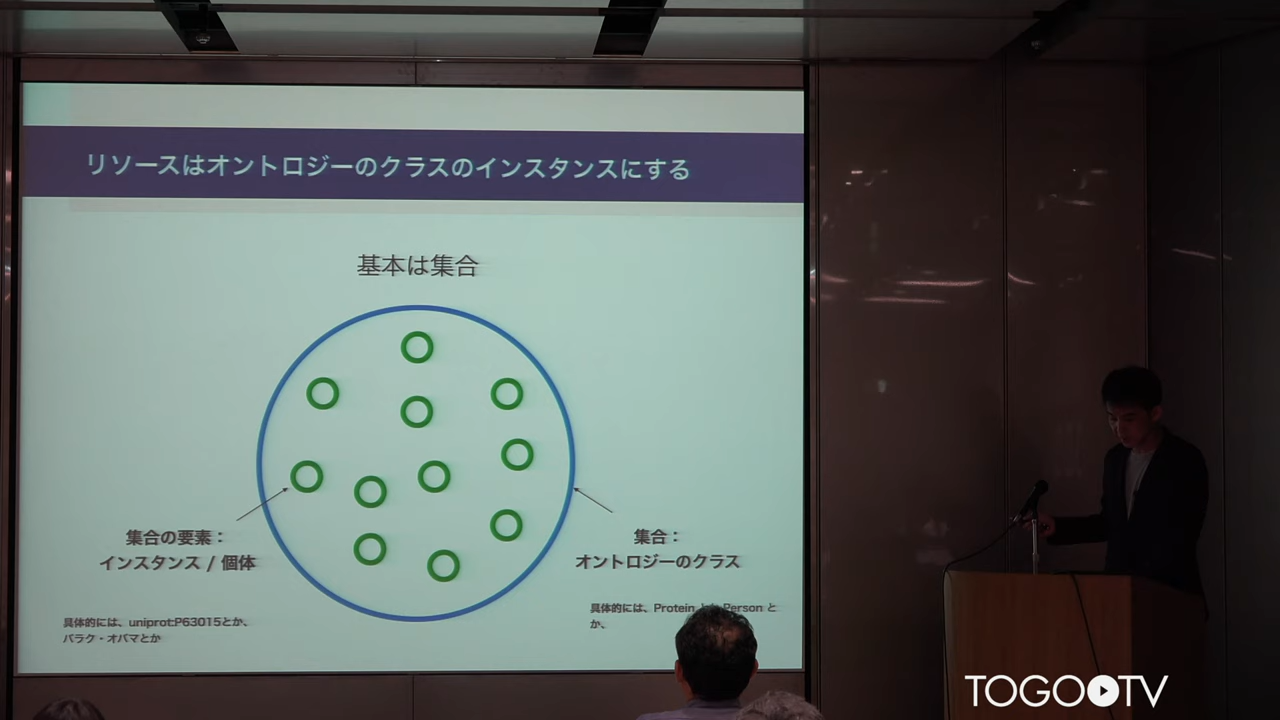 リソースはオントロジーのクラスのインスタンスにする
基本は集合
集合の要素：
インスタンス / 個体
集合：
オントロジーのクラス
具体的には、uniprot:P63015とか、
バラク・オバマとか
具体的には、Protein とか Person と
か、
TOGO TV